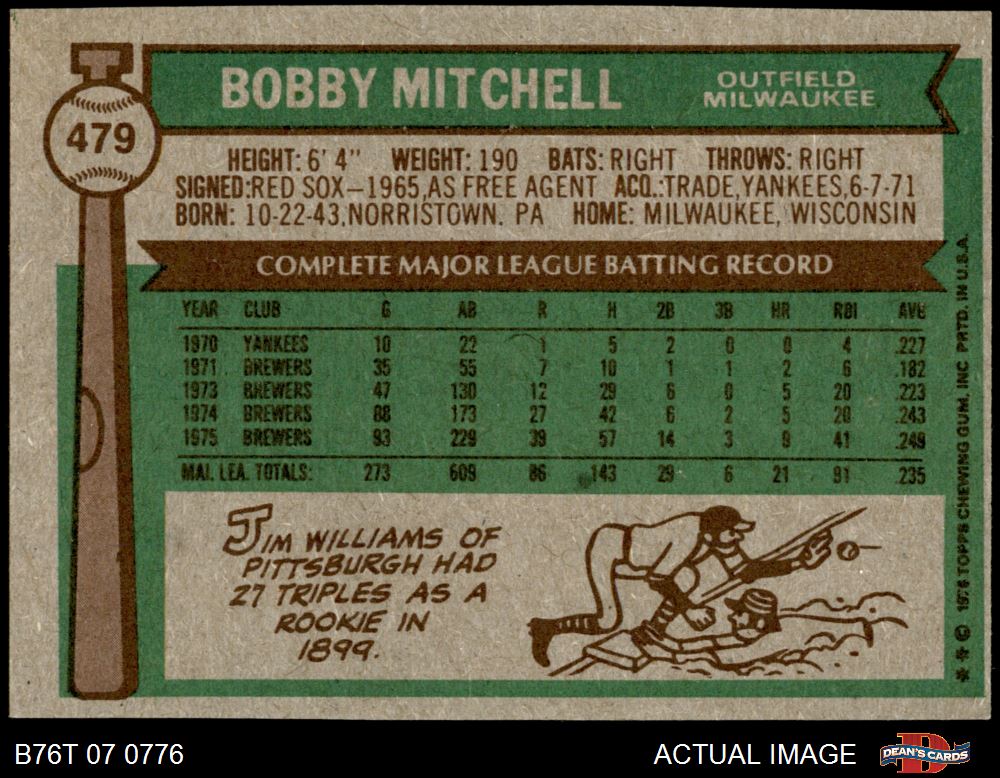 479
BOBBY MITCHELL
OUTFIELD
MILWAUKEE
HEIGHT: 6' 4" WEIGHT: 190 BATS: RIGHT THROWS: RIGHT
SIGNED:RED SOX—1965,AS FREE AGENT ACQ.:TRADE,YANKEES,6-7-71
BORN: 10-22-43,NORRISTOWN. PA HOME: MILWAUKEE, WISCONSIN
COMPLETE MAJOR LEAGUE BATTING RECORD
YEAR CLUB G AB R H 2B 3B HR RBI AVG
1970 YANKEES 10 22 1 5 2 0 0 4 .227
1971 BREWERS 35 55 7 10 1 1 2 6 .182
1973 BREWERS 47 130 12 29 6 0 5 20 .223
1974 BREWERS 88 173 27 42 6 2 5 20 .243
1975 BREWERS 93 229 39 57 14 3 9 41 .249
MAJ. LEA. TOTALS: 273 609 86 143 29 6 21 91 .235
JIM WILLIAMS OF
PITTSBURGH HAD
27 TRIPLES AS A
ROOKIE IN
1899.
** © 1976 TOPPS CHEWING GUM, INC. PRTD. IN U.S.A.
B76T 07 0776
ACTUAL IMAGE
DEAN'S CARDS